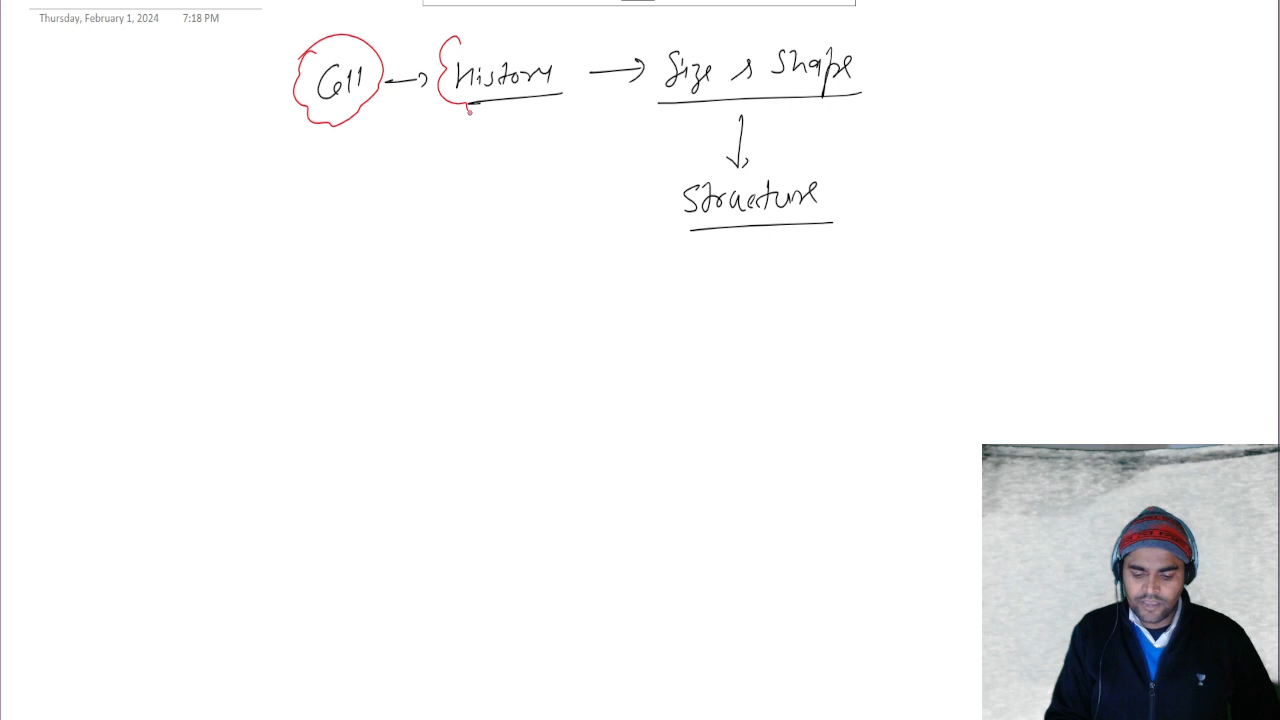 Thursday, February 1, 2024 7:18 PM
Cell → History → Size & Shape
↓
Structure